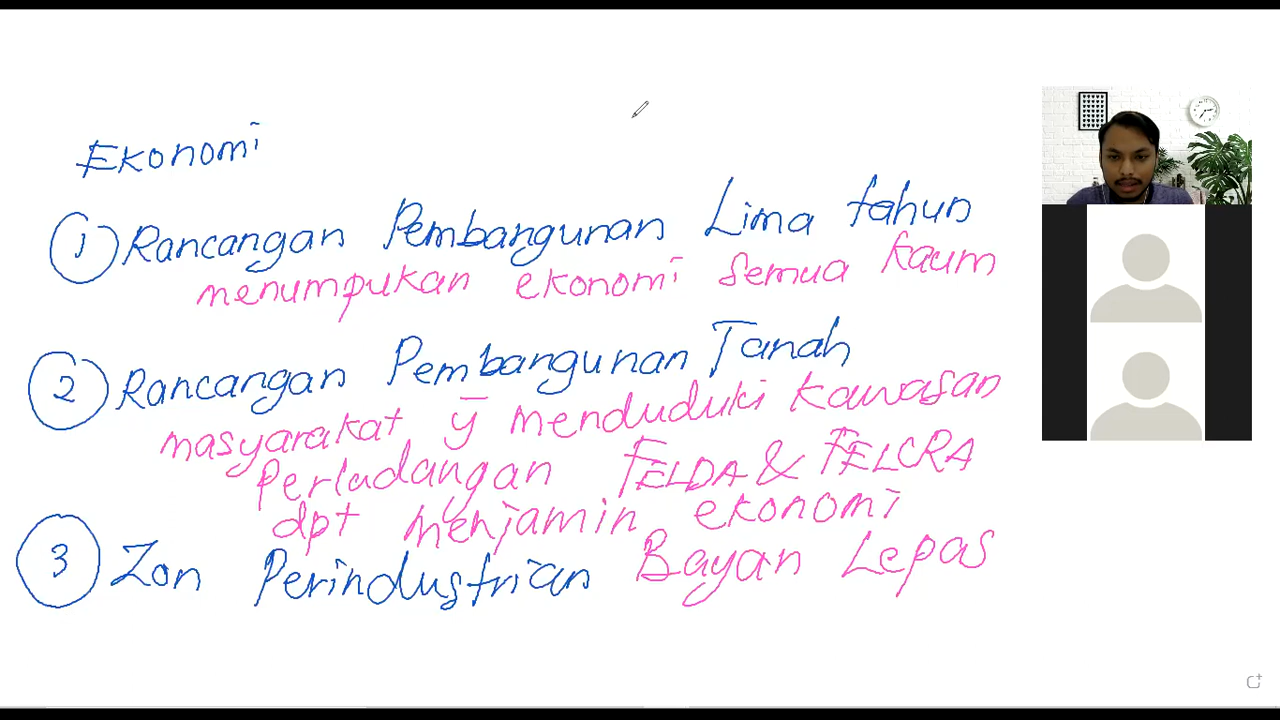 Ekonomi
1 Rancangan Pembangunan Lima tahun
menumpukan ekonomi semua kaum
2 Rancangan Pembangunan Tanah
masyarakat ȳ menduduki kawasan
Perladangan FELDA & FELCRA
dpt menjamin ekonomi
3 Zon Perindustrian Bayan Lepas